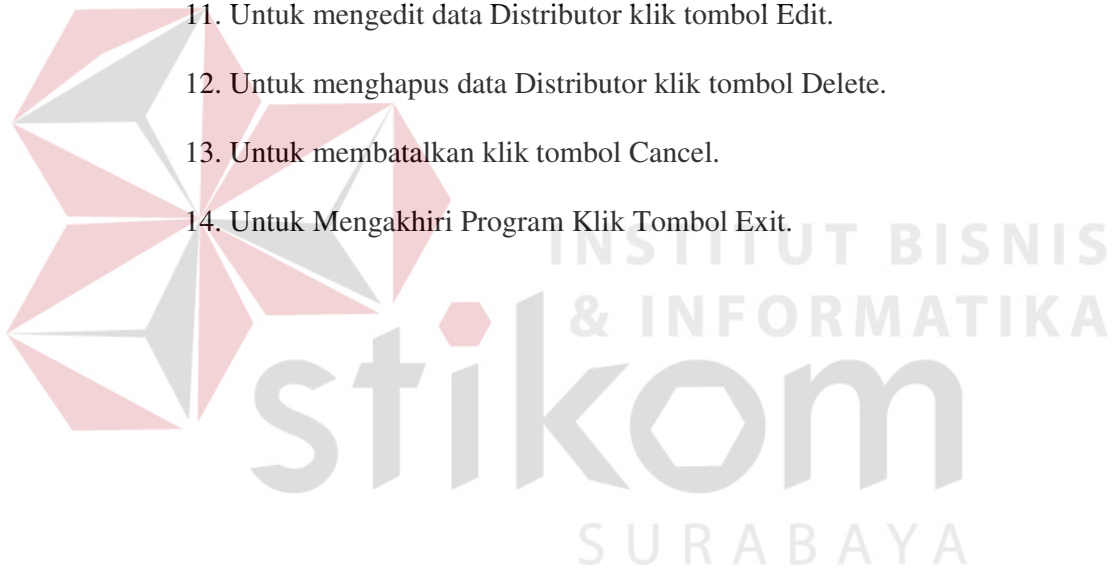 11. Untuk mengedit data Distributor klik tombol Edit.
12. Untuk menghapus data Distributor klik tombol Delete.
13. Untuk membatalkan klik tombol Cancel.
14. Untuk Mengakhiri Program Klik Tombol Exit.
INSTITUT BISNIS
& INFORMATIKA
stikom
SURABAYA